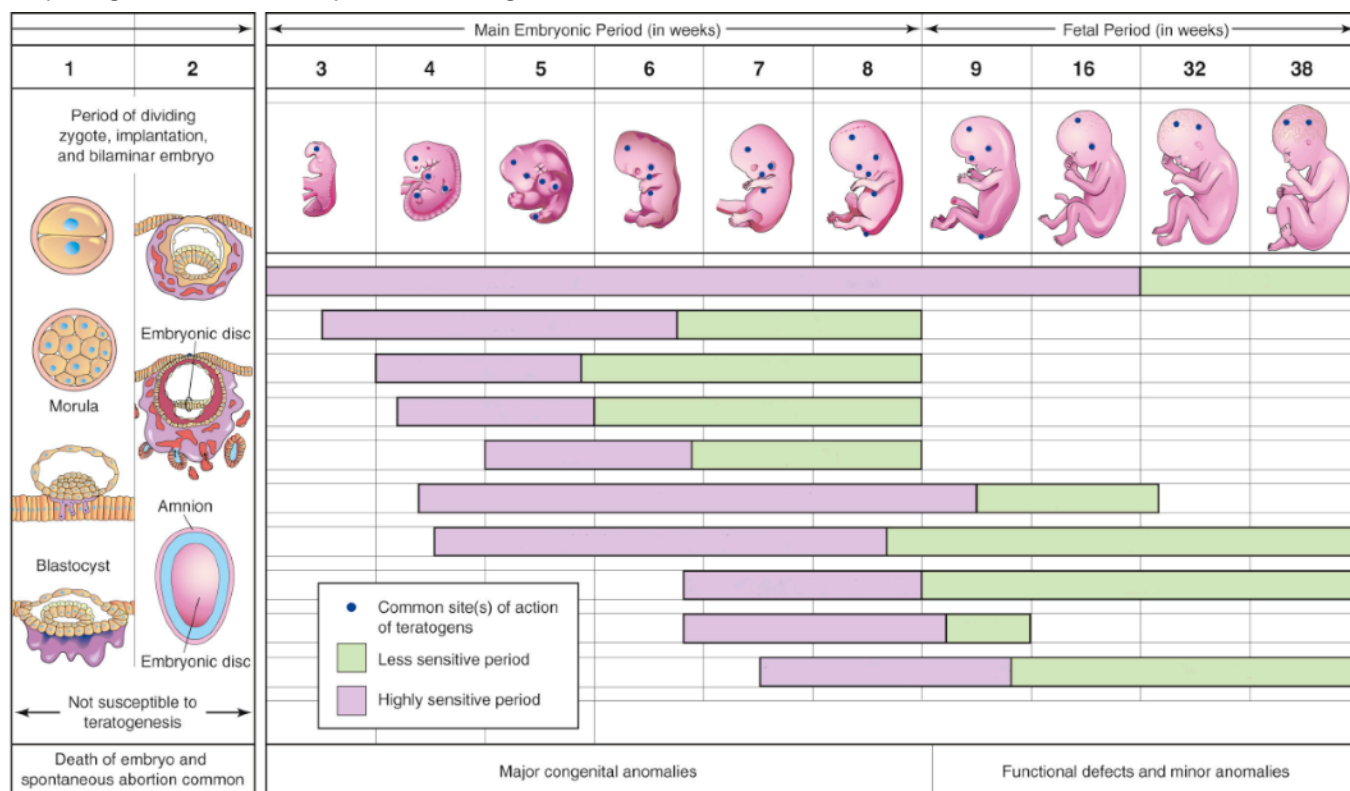 Main Embryonic Period (in weeks)
Fetal Period (in weeks)
1
2
3
4
5
6
7
8
9
16
32
38
Period of dividing
zygote, implantation,
and bilaminar embryo
Embryonic disc
Morula
Amnion
Blastocyst
Embryonic disc
Not susceptible to
teratogenesis
Death of embryo and
spontaneous abortion common
Common site(s) of action
of teratogens
Less sensitive period
Highly sensitive period
Major congenital anomalies
Functional defects and minor anomalies